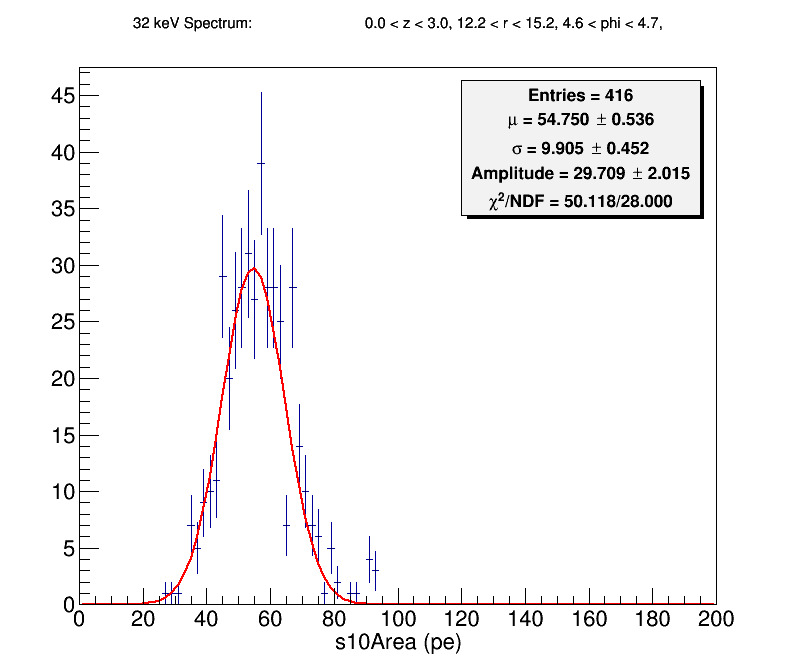 32 keV Spectrum: 0.0 < z < 3.0, 12.2 < r < 15.2, 4.6 < phi < 4.7,
Entries = 416
μ = 54.750 ± 0.536
σ = 9.905 ± 0.452
Amplitude = 29.709 ± 2.015
χ²/NDF = 50.118/28.000
45
40
35
30
25
20
15
10
5
0
0 20 40 60 80 100 120 140 160 180 200
s10Area (pe)